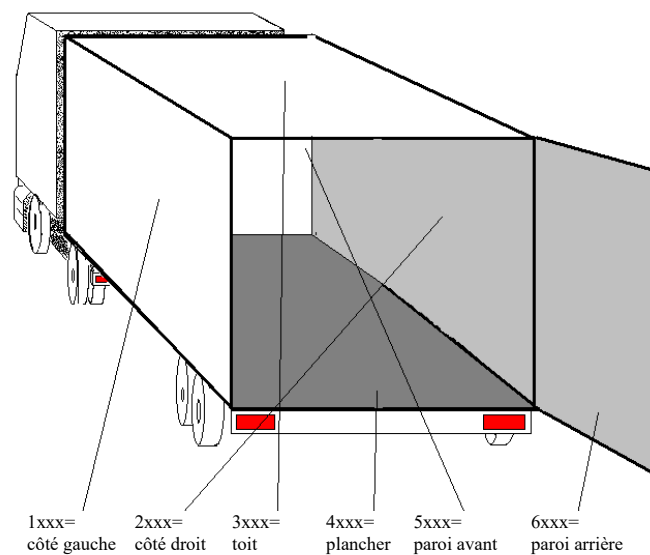 1xxx= 2xxx= 3xxx= 4xxx= 5xxx= 6xxx=
côté gauche côté droit toit plancher paroi avant paroi arrière